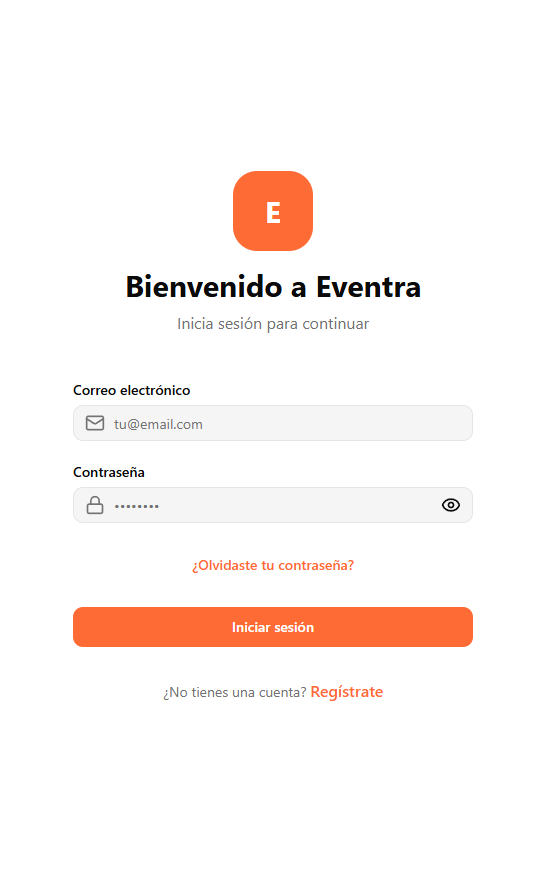 E
Bienvenido a Eventra
Inicia sesión para continuar
Correo electrónico
tu@email.com
Contraseña
••••••••
¿Olvidaste tu contraseña?
Iniciar sesión
¿No tienes una cuenta? Regístrate